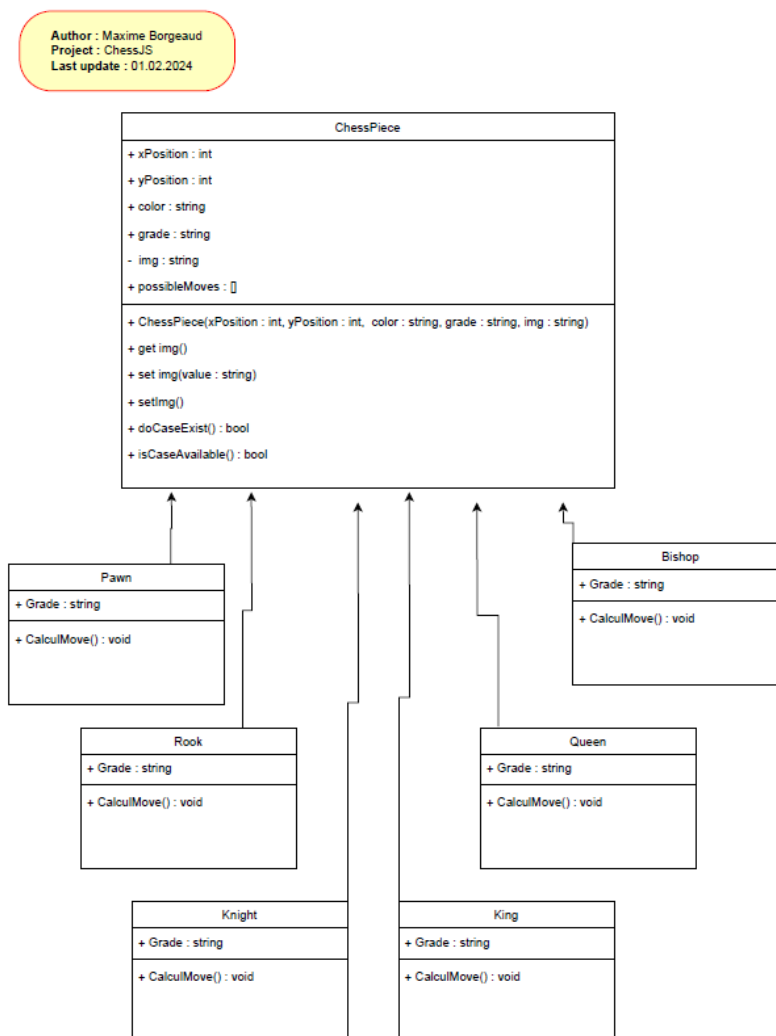 Author : Maxime Borgeaud
Project : ChessJS
Last update : 01.02.2024
ChessPiece
+ xPosition : int
+ yPosition : int
+ color : string
+ grade : string
- img : string
+ possibleMoves : []
+ ChessPiece(xPosition : int, yPosition : int, color : string, grade : string, img : string)
+ get img()
+ set img(value : string)
+ setImg()
+ doCaseExist() : bool
+ isCaseAvailable() : bool
Pawn
+ Grade : string
+ CalculMove() : void
Bishop
+ Grade : string
+ CalculMove() : void
Rook
+ Grade : string
+ CalculMove() : void
Queen
+ Grade : string
+ CalculMove() : void
Knight
+ Grade : string
+ CalculMove() : void
King
+ Grade : string
+ CalculMove() : void